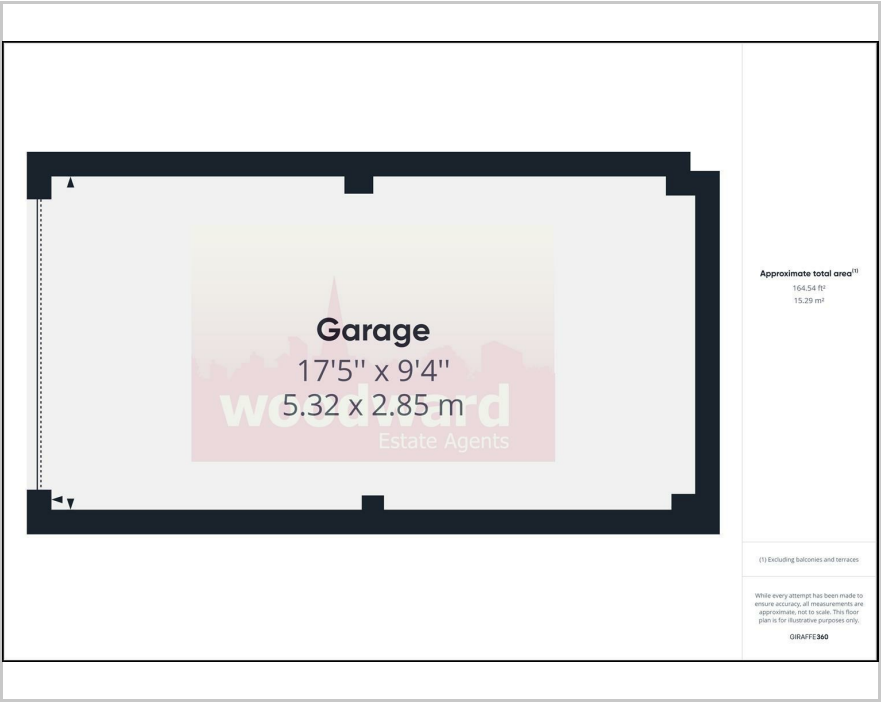 Garage
17'5'' x 9'4''
5.32 x 2.85 m
woodward
Estate Agents
Approximate total area(1)
164.54 ft²
15.29 m²
(1) Excluding balconies and terraces
While every attempt has been made to
ensure accuracy, all measurements are
approximate, not to scale. This floor
plan is for illustrative purposes only.
GIRAFFE360